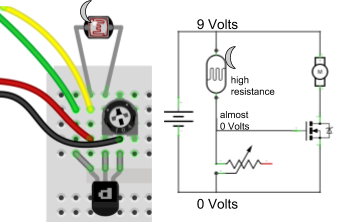 9 Volts
M
high
resistance
almost
0 Volts
0 Volts